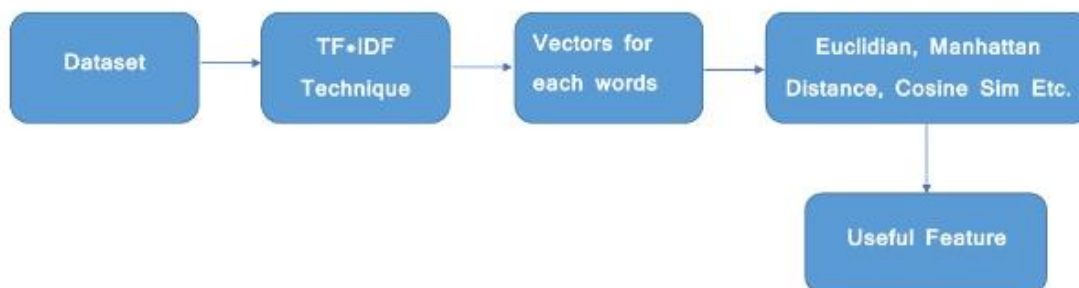 Dataset
TF•IDF
Technique
Vectors for
each words
Euclidian, Manhattan
Distance, Cosine Sim Etc.
Useful Feature